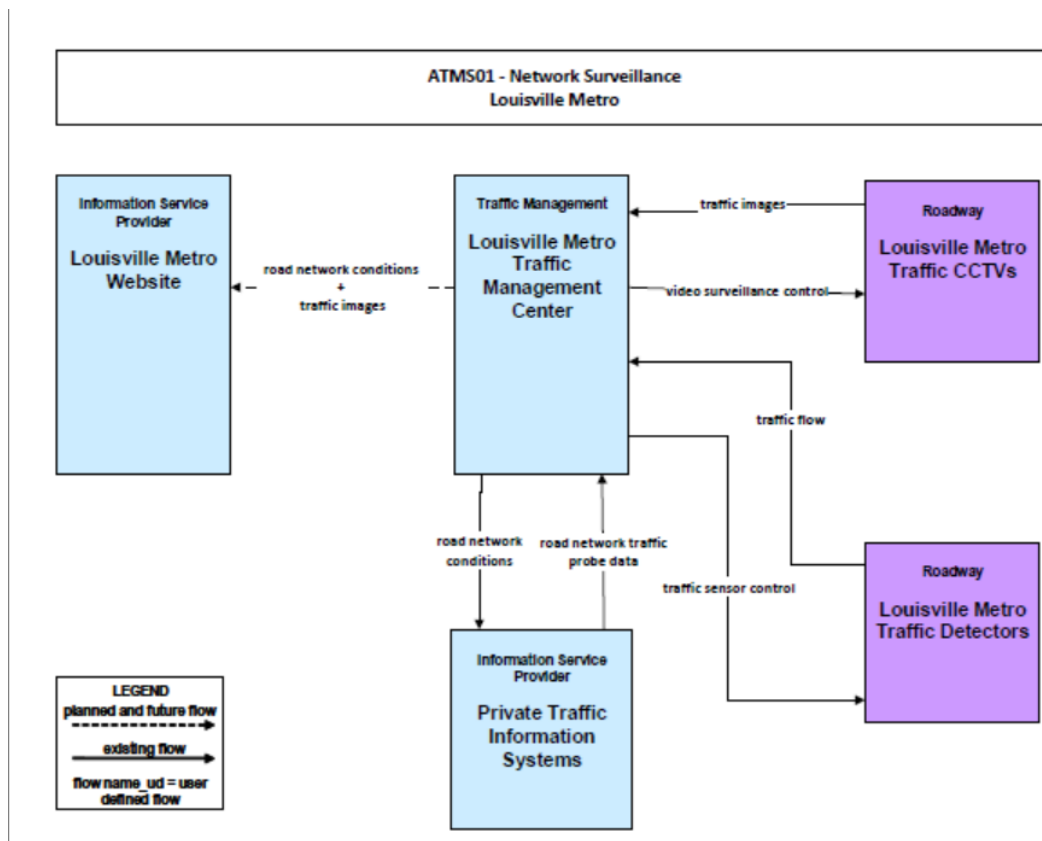 ATMS01 - Network Surveillance
Louisville Metro
Information Service
Provider
Louisville Metro
Website
road network conditions
+
traffic images
Traffic Management
Louisville Metro
Traffic
Management
Center
traffic images
video surveillance control
Roadway
Louisville Metro
Traffic CCTVs
traffic flow
road network
conditions
road network traffic
probe data
traffic sensor control
Roadway
Louisville Metro
Traffic Detectors
Information Service
Provider
Private Traffic
Information
Systems
LEGEND
planned and future flow
existing flow
flow name_ud = user
defined flow